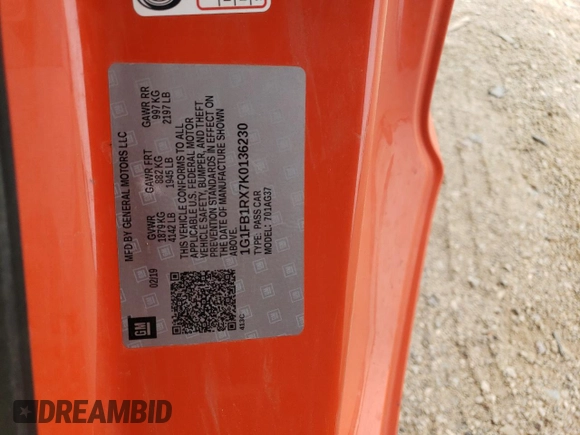 MFD BY GENERAL MOTORS LLC
GVWR GAWR FRT GAWR RR
1879 KG 882 KG 997 KG
4142 LB 1945 LB 2197 LB
THIS VEHICLE CONFORMS TO ALL
APPLICABLE U.S. FEDERAL MOTOR
VEHICLE SAFETY, BUMPER, AND THEFT
PREVENTION STANDARDS IN EFFECT ON
THE DATE OF MANUFACTURE SHOWN
ABOVE.
1G1FB1RX7K0136230
TYPE: PASS CAR
MODEL: 701AG37
02/19
GM
413C
DREAMBID